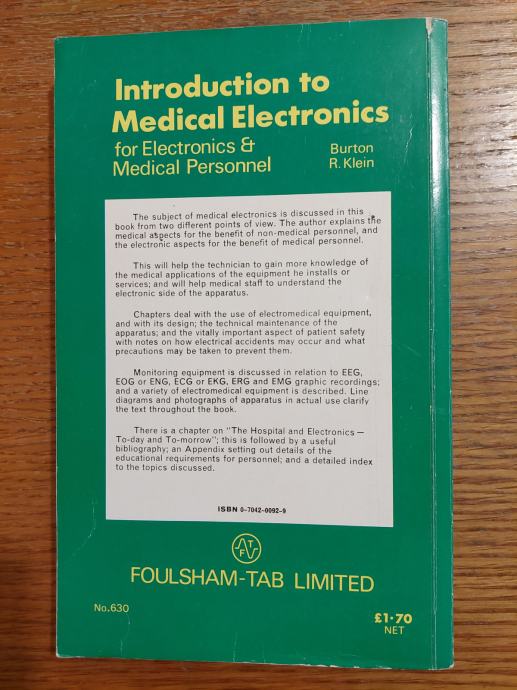 Introduction to
Medical Electronics
for Electronics &
Medical Personnel
Burton
R. Klein
The subject of medical electronics is discussed in this
book from two different points of view. The author explains the
medical aspects for the benefit of non-medical personnel, and
the electronic aspects for the benefit of medical personnel.
This will help the technician to gain more knowledge of
the medical applications of the equipment he installs or
services; and will help medical staff to understand the
electronic side of the apparatus.
Chapters deal with the use of electromedical equipment,
and with its design; the technical maintenance of the
apparatus; and the vitally important aspect of patient safety
with notes on how electrical accidents may occur and what
precautions may be taken to prevent them.
Monitoring equipment is discussed in relation to EEG,
EOG or ENG, ECG or EKG, ERG and EMG graphic recordings;
and a variety of electromedical equipment is described. Line
diagrams and photographs of apparatus in actual use clarify
the text throughout the book.
There is a chapter on "The Hospital and Electronics —
To-day and To-morrow"; this is followed by a useful
bibliography; an Appendix setting out details of the
educational requirements for personnel; and a detailed index
to the topics discussed.
ISBN 0-7042-0092-9
FT
FOULSHAM-TAB LIMITED
No.630
£1·70
NET